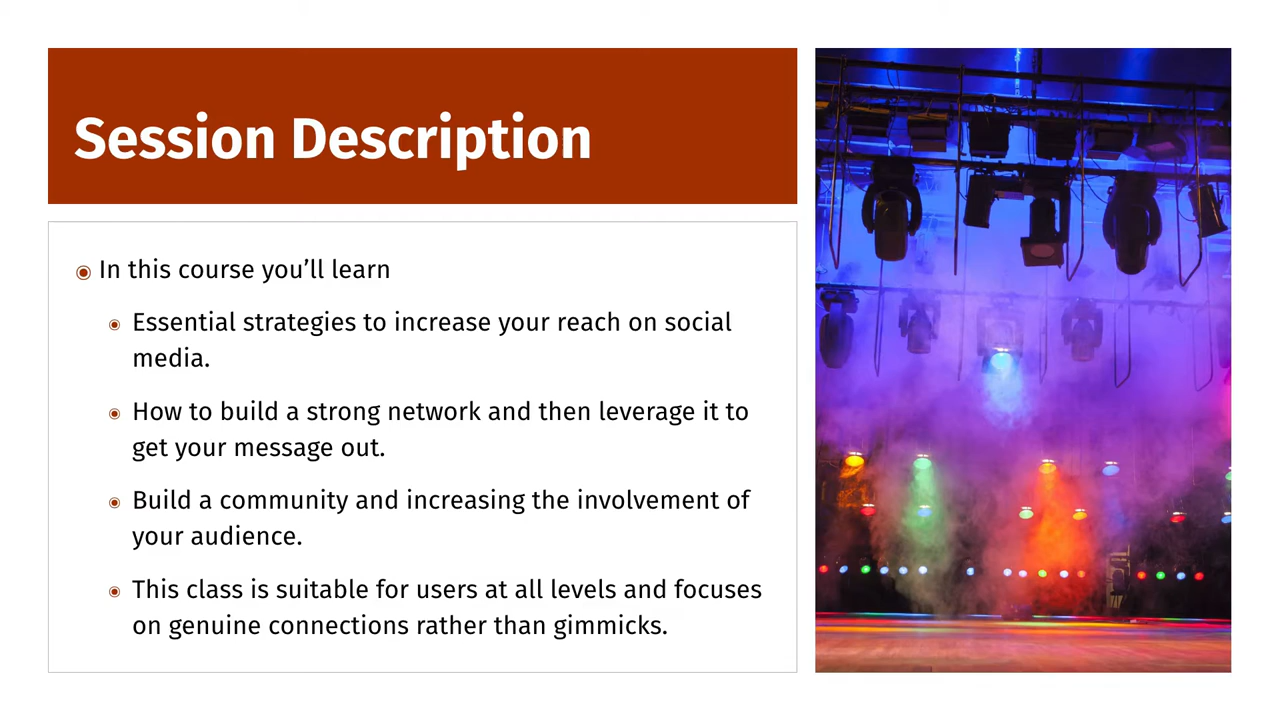 Session Description
In this course you’ll learn
Essential strategies to increase your reach on social
media.
How to build a strong network and then leverage it to
get your message out.
Build a community and increasing the involvement of
your audience.
This class is suitable for users at all levels and focuses
on genuine connections rather than gimmicks.